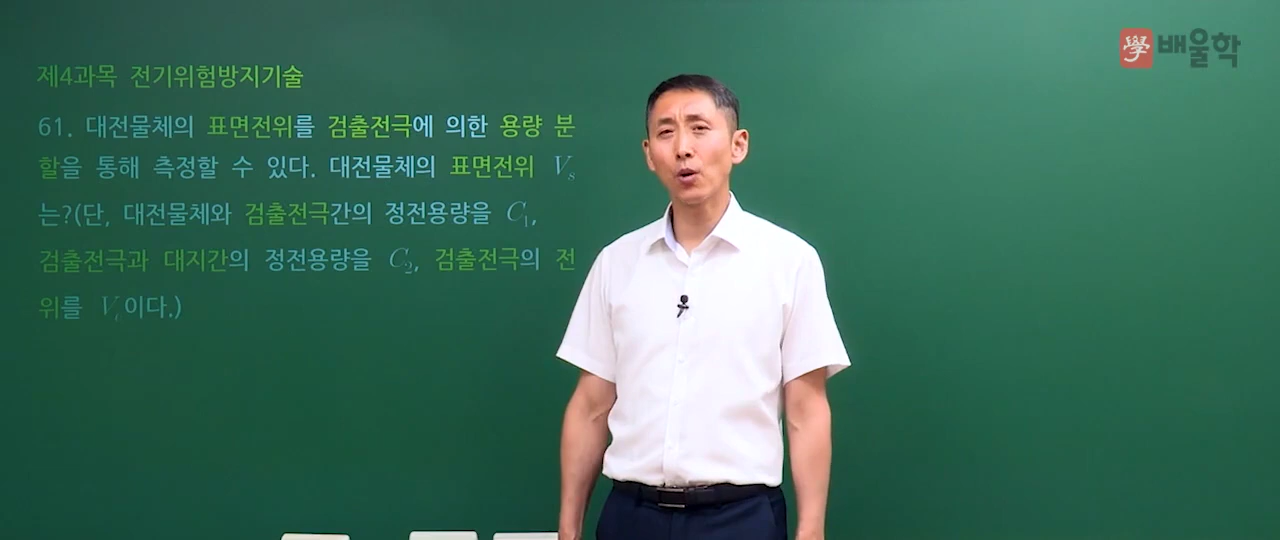 學 배울학
제4과목 전기위험방지기술
61. 대전물체의 표면전위를 검출전극에 의한 용량 분
할을 통해 측정할 수 있다. 대전물체의 표면전위 Vₛ
는?(단, 대전물체와 검출전극간의 정전용량을 C₁,
검출전극과 대지간의 정전용량을 C₂, 검출전극의 전
위를 V이다.)